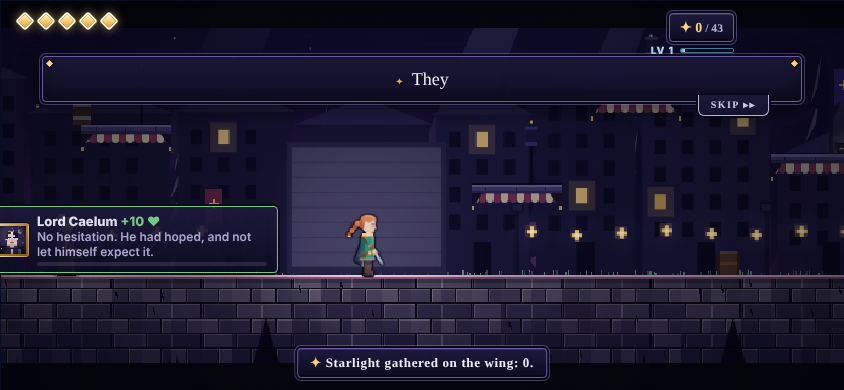 ✦ 0 / 43
LV 1
✦ They
SKIP ▸▸
Lord Caelum +10 ♥
No hesitation. He had hoped, and not
let himself expect it.
✦ Starlight gathered on the wing: 0.